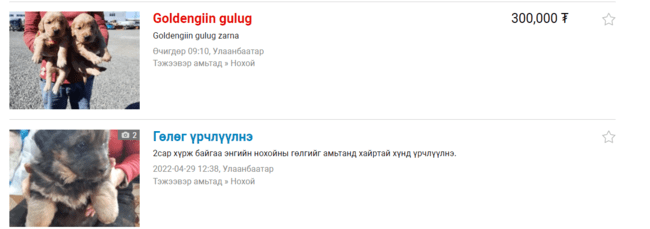 Goldengiin gulug
300,000 ₮
Goldengiin gulug zarna
Өчигдөр 09:10, Улаанбаатар
Тэжээвэр амьтад » Нохой
2
Гөлөг үрчлүүлнэ
2сар хүрж байгаа энгийн нохойны гөлгийг амьтанд хайртай хүнд үрчлүүлнэ.
2022-04-29 12:38, Улаанбаатар
Тэжээвэр амьтад » Нохой